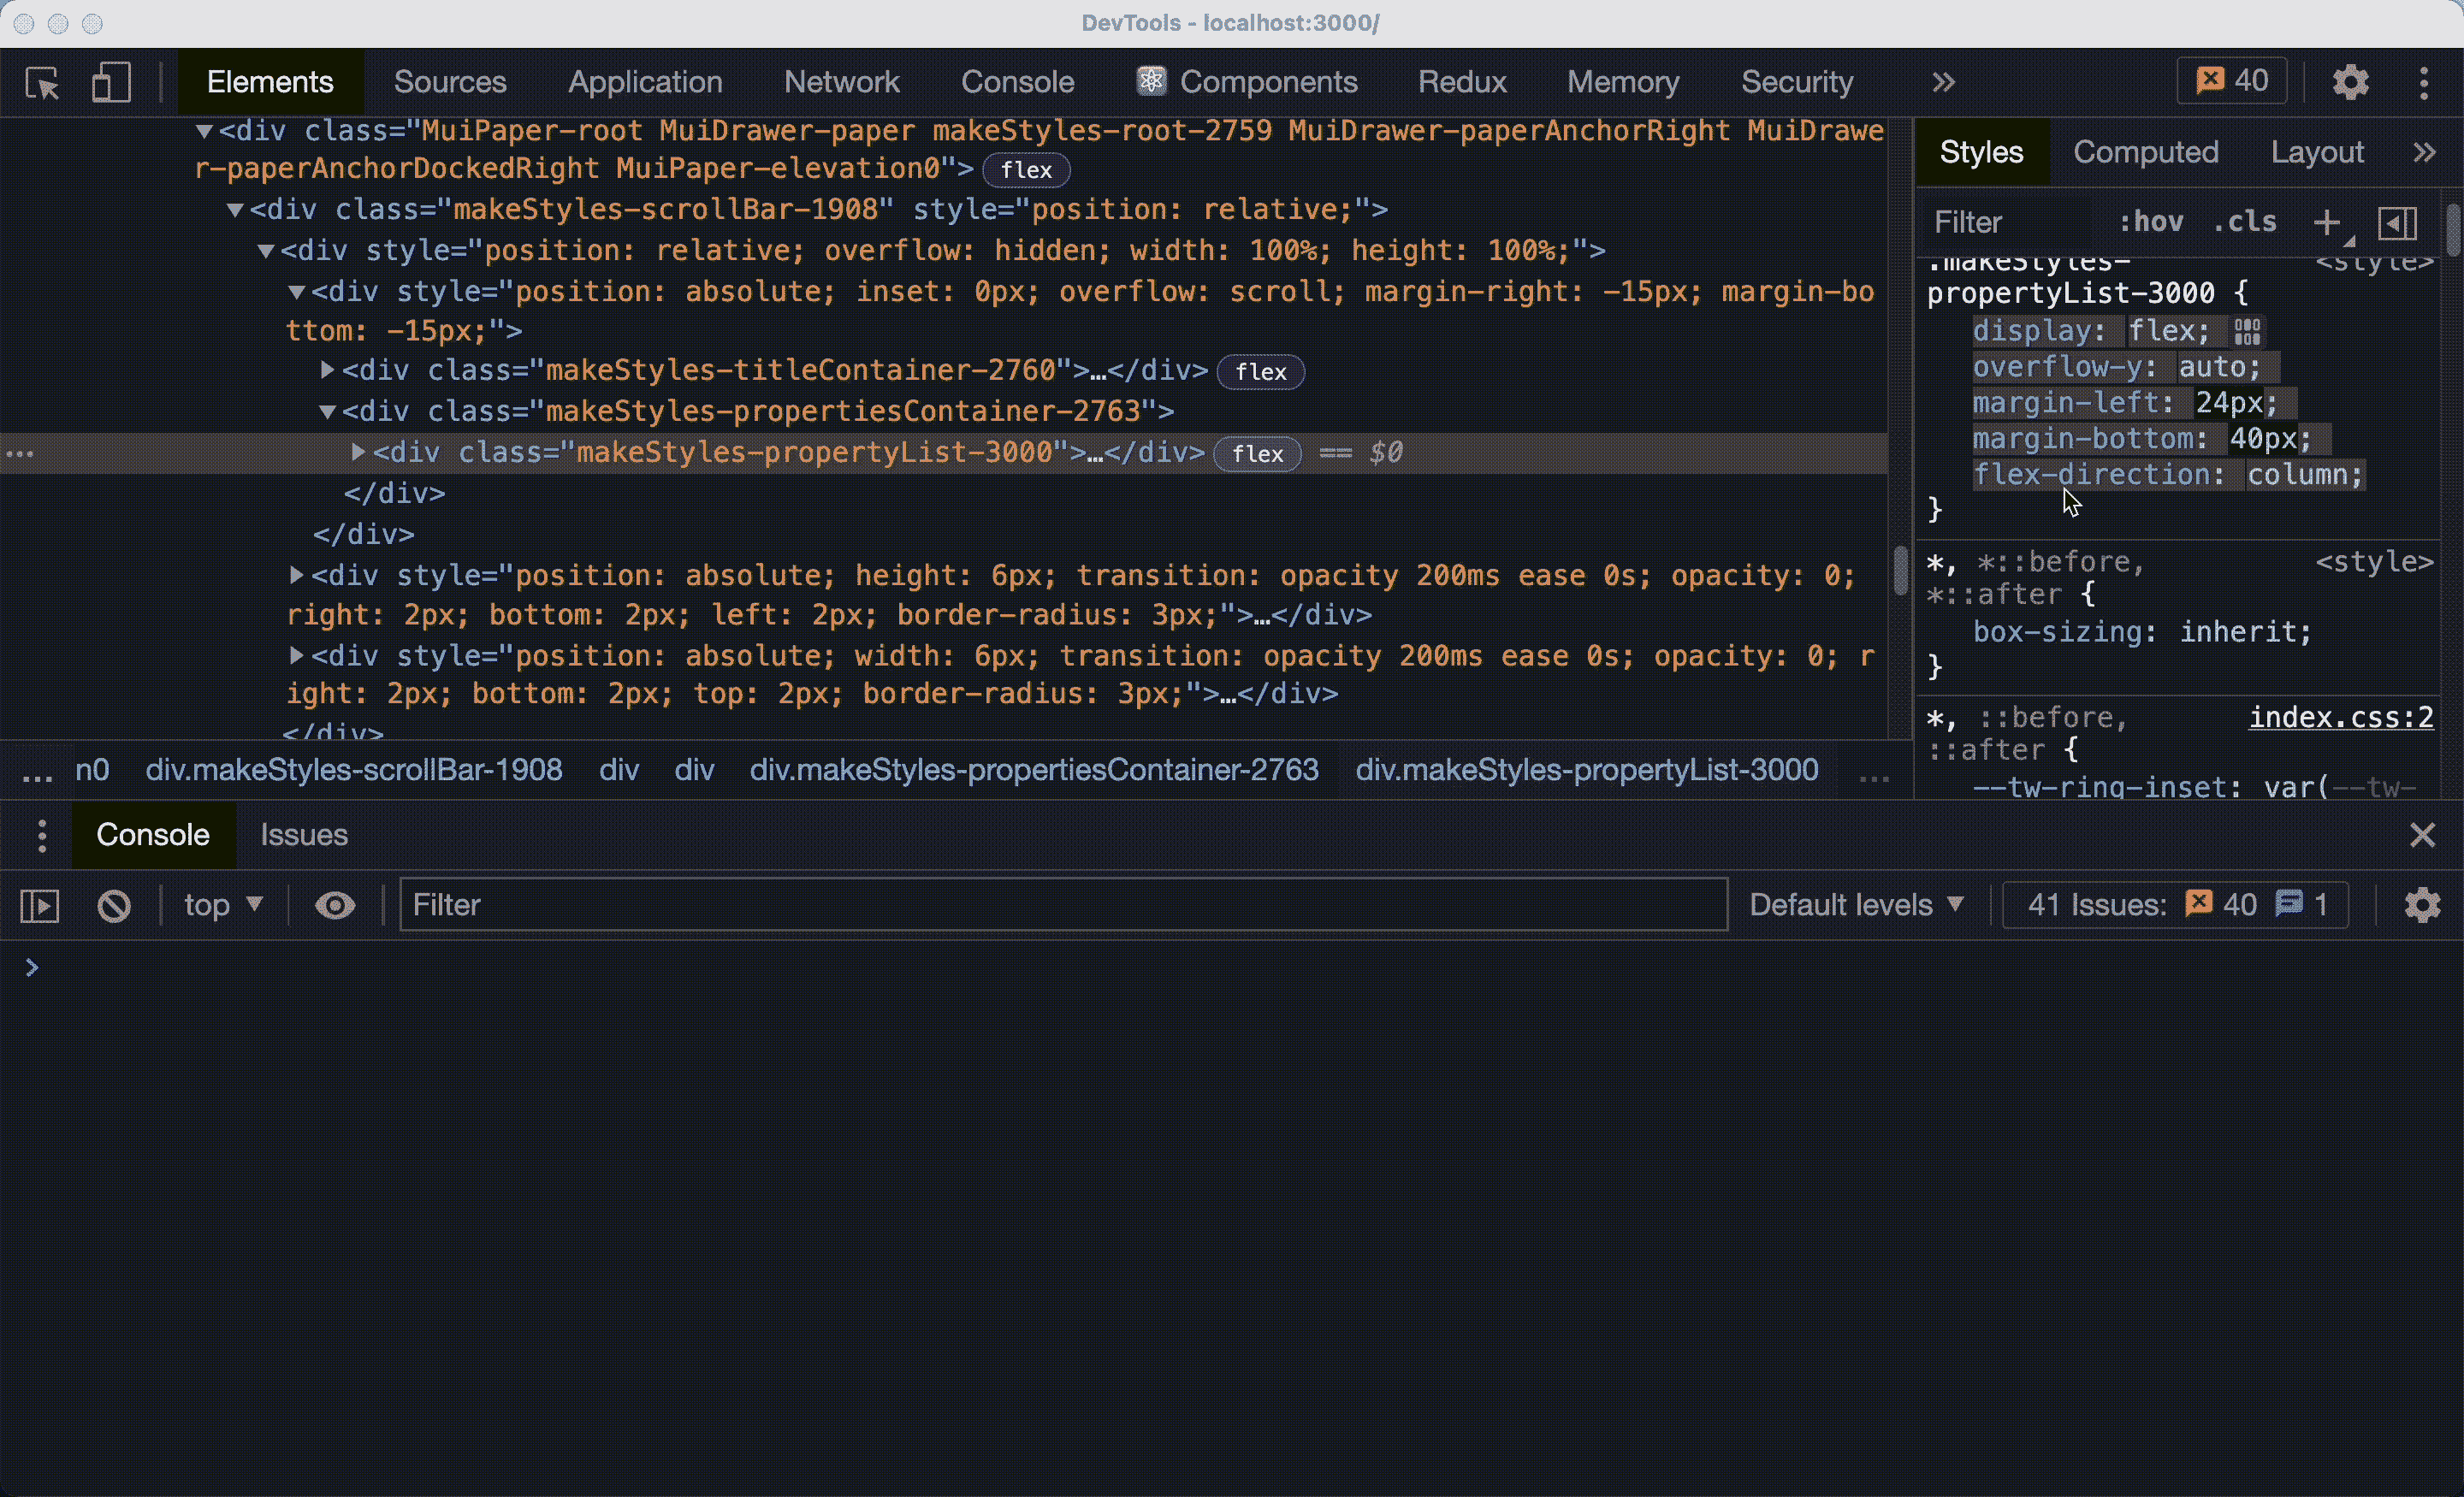 DevTools - localhost:3000/
Elements Sources Application Network Console Components Redux Memory Security » 40
▼<div class="MuiPaper-root MuiDrawer-paper makeStyles-root-2759 MuiDrawer-paperAnchorRight MuiDrawe
r-paperAnchorDockedRight MuiPaper-elevation0"> flex
▼<div class="makeStyles-scrollBar-1908" style="position: relative;">
▼<div style="position: relative; overflow: hidden; width: 100%; height: 100%;">
▼<div style="position: absolute; inset: 0px; overflow: scroll; margin-right: -15px; margin-bo
ttom: -15px;">
▶<div class="makeStyles-titleContainer-2760">…</div> flex
▼<div class="makeStyles-propertiesContainer-2763">
… ▶<div class="makeStyles-propertyList-3000">…</div> flex == $0
</div>
</div>
▶<div style="position: absolute; height: 6px; transition: opacity 200ms ease 0s; opacity: 0;
right: 2px; bottom: 2px; left: 2px; border-radius: 3px;">…</div>
▶<div style="position: absolute; width: 6px; transition: opacity 200ms ease 0s; opacity: 0; r
ight: 2px; bottom: 2px; top: 2px; border-radius: 3px;">…</div>
</div>
... n0 div.makeStyles-scrollBar-1908 div div div.makeStyles-propertiesContainer-2763 div.makeStyles-propertyList-3000 ...
Styles Computed Layout »
Filter :hov .cls +
.makeStyles- <style>
propertyList-3000 {
display: flex;
overflow-y: auto;
margin-left: 24px;
margin-bottom: 40px;
flex-direction: column;
}
*, *::before, <style>
*::after {
box-sizing: inherit;
}
*, ::before, index.css:2
::after {
--tw-ring-inset: var(--tw-
Console Issues
top ▼ Filter Default levels ▼ 41 Issues: 40 1
>